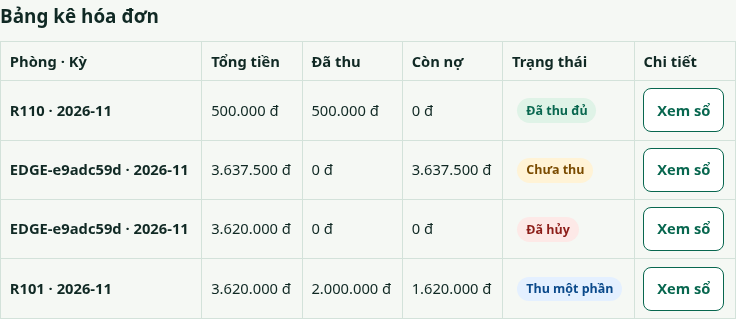 Bảng kê hóa đơn
Phòng · Kỳ Tổng tiền Đã thu Còn nợ Trạng thái Chi tiết
R110 · 2026-11 500.000 đ 500.000 đ 0 đ Đã thu đủ Xem sổ
EDGE-e9adc59d · 2026-11 3.637.500 đ 0 đ 3.637.500 đ Chưa thu Xem sổ
EDGE-e9adc59d · 2026-11 3.620.000 đ 0 đ 0 đ Đã hủy Xem sổ
R101 · 2026-11 3.620.000 đ 2.000.000 đ 1.620.000 đ Thu một phần Xem sổ